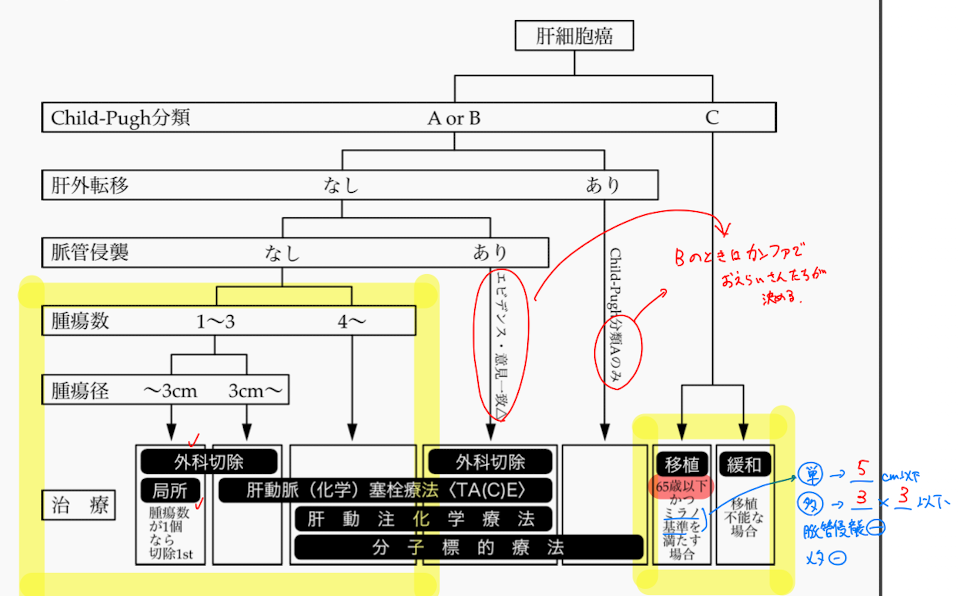 肝細胞癌
Child-Pugh分類 A or B C
肝外転移 なし あり
脈管侵襲 なし あり
腫瘍数 1〜3 4〜
腫瘍径 〜3cm 3cm〜
エビデンス・意見一致△
Child-Pugh分類Aのみ
Bのときはカンファで
おえらいさんたちが
決める.
治療
外科切除
局所
腫瘍数
が1個
なら
切除1st
外科切除
肝動脈（化学）塞栓療法〈TA(C)E〉
肝動注化学療法
分子標的療法
移植
65歳以下
かつ
ミラノ
基準を
満たす
場合
緩和
移植
不能な
場合
単 → 5 cm以下
多 → 3 × 3 以下、
脈管侵襲㊀
メタ㊀